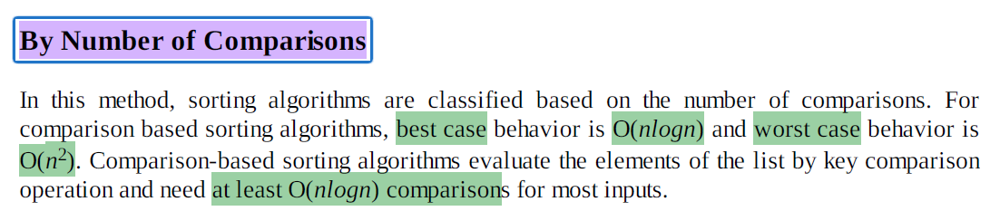 By Number of Comparisons
In this method, sorting algorithms are classified based on the number of comparisons. For
comparison based sorting algorithms, best case behavior is O(nlogn) and worst case behavior is
O(n²). Comparison-based sorting algorithms evaluate the elements of the list by key comparison
operation and need at least O(nlogn) comparisons for most inputs.